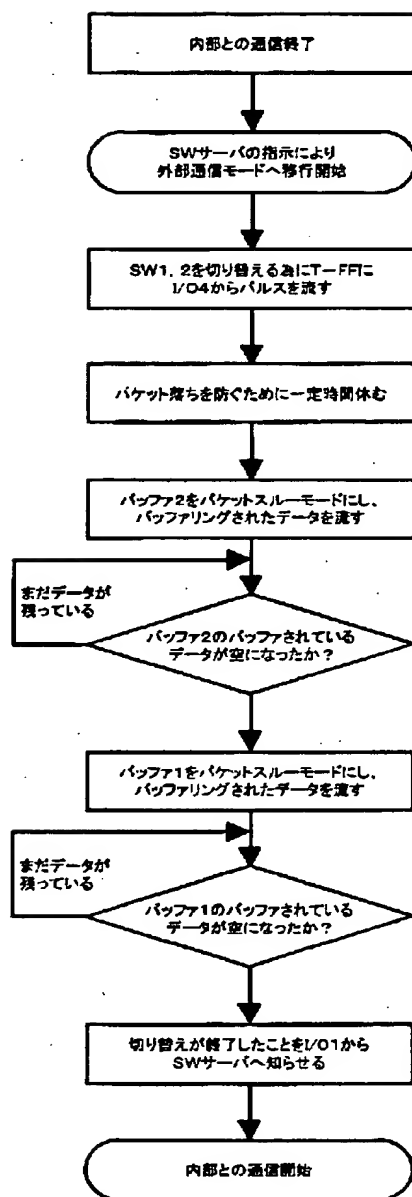 内部との通信終了
SWサーバの指示により
外部通信モードへ移行開始
SW1,2を切り替える為にT-FFに
I/O4からパルスを流す
パケット落ちを防ぐために一定時間休む
バッファ2をパケットスルーモードにし、
バッファリングされたデータを流す
まだデータが
残っている
バッファ2のバッファされている
データが空になったか?
バッファ1をパケットスルーモードにし、
バッファリングされたデータを流す
まだデータが
残っている
バッファ1のバッファされている
データが空になったか?
切り替えが終了したことをI/O1から
SWサーバへ知らせる
内部との通信開始